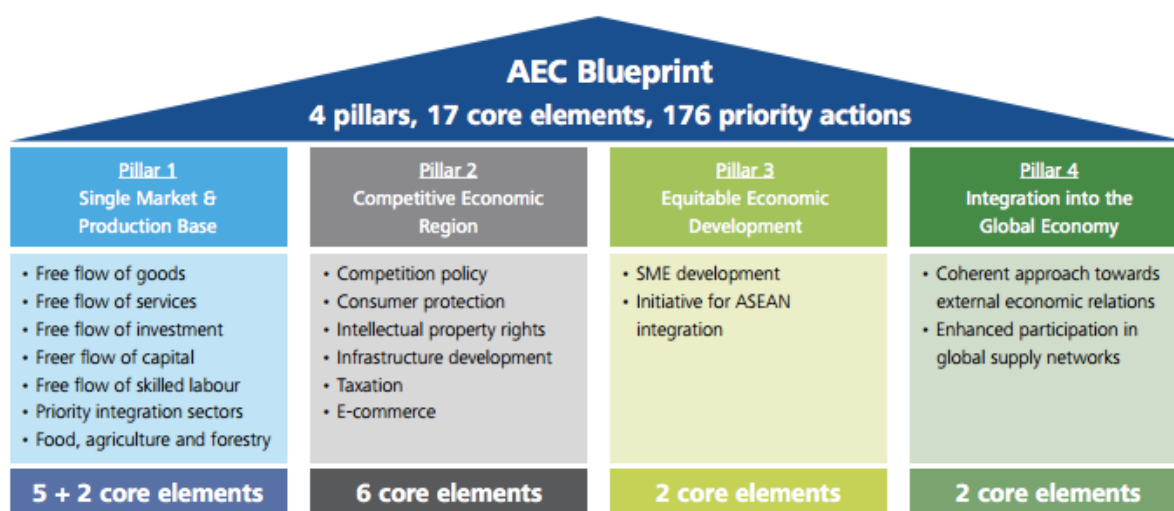 AEC Blueprint
4 pillars, 17 core elements, 176 priority actions
Pillar 1
Single Market &
Production Base
• Free flow of goods
• Free flow of services
• Free flow of investment
• Freer flow of capital
• Free flow of skilled labour
• Priority integration sectors
• Food, agriculture and forestry
5 + 2 core elements
Pillar 2
Competitive Economic
Region
• Competition policy
• Consumer protection
• Intellectual property rights
• Infrastructure development
• Taxation
• E-commerce
6 core elements
Pillar 3
Equitable Economic
Development
• SME development
• Initiative for ASEAN
integration
2 core elements
Pillar 4
Integration into the
Global Economy
• Coherent approach towards
external economic relations
• Enhanced participation in
global supply networks
2 core elements